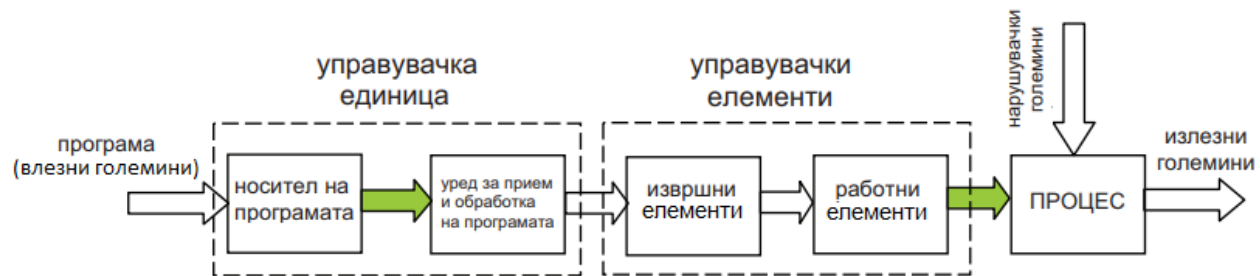 управувачка
единица
управувачки
елементи
нарушувачки
големини
програма
(влезни големини)
носител на
програмата
уред за прием
и обработка
на програмата
извршни
елементи
работни
елементи
ПРОЦЕС
излезни
големини